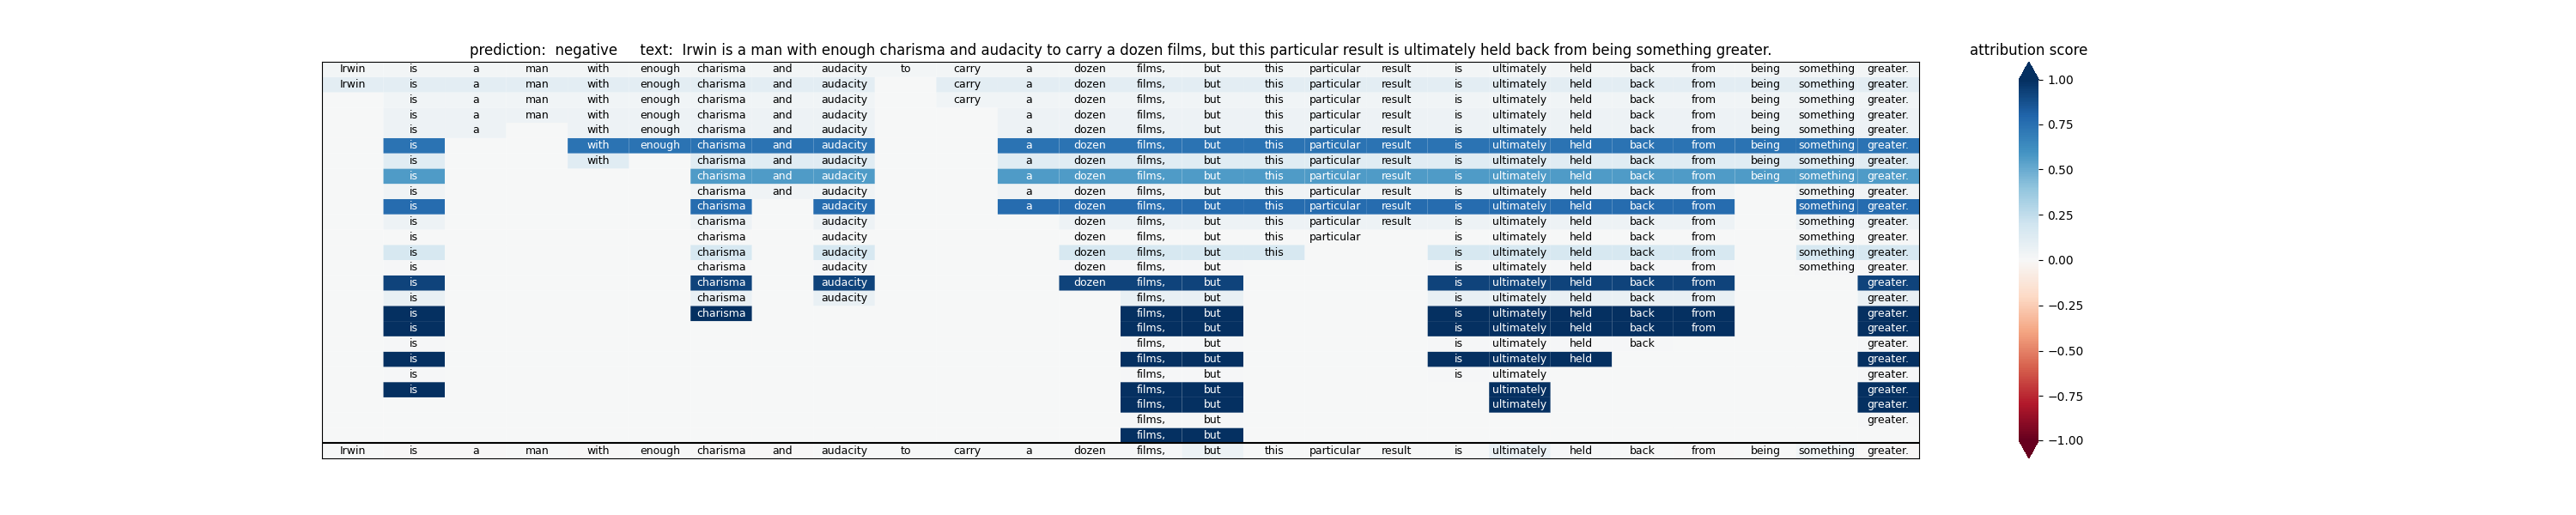 prediction: negative text: Irwin is a man with enough charisma and audacity to carry a dozen films, but this particular result is ultimately held back from being something greater.
attribution score
Irwin is a man with enough charisma and audacity to carry a dozen films, but this particular result is ultimately held back from being something greater.
Irwin is a man with enough charisma and audacity carry a dozen films, but this particular result is ultimately held back from being something greater.
is a man with enough charisma and audacity carry a dozen films, but this particular result is ultimately held back from being something greater.
is a man with enough charisma and audacity a dozen films, but this particular result is ultimately held back from being something greater.
is a with enough charisma and audacity a dozen films, but this particular result is ultimately held back from being something greater.
is with enough charisma and audacity a dozen films, but this particular result is ultimately held back from being something greater.
is with charisma and audacity a dozen films, but this particular result is ultimately held back from being something greater.
is charisma and audacity a dozen films, but this particular result is ultimately held back from being something greater.
is charisma and audacity a dozen films, but this particular result is ultimately held back from something greater.
is charisma audacity a dozen films, but this particular result is ultimately held back from something greater.
is charisma audacity dozen films, but this particular result is ultimately held back from something greater.
is charisma audacity dozen films, but this particular is ultimately held back from something greater.
is charisma audacity dozen films, but this is ultimately held back from something greater.
is charisma audacity dozen films, but is ultimately held back from something greater.
is charisma audacity dozen films, but is ultimately held back from greater.
is charisma audacity films, but is ultimately held back from greater.
is charisma films, but is ultimately held back from greater.
is films, but is ultimately held back from greater.
is films, but is ultimately held back greater.
is films, but is ultimately held greater.
is films, but is ultimately greater.
is films, but ultimately greater.
films, but ultimately greater.
films, but greater.
films, but
Irwin is a man with enough charisma and audacity to carry a dozen films, but this particular result is ultimately held back from being something greater.
1.00
0.75
0.50
0.25
0.00
−0.25
−0.50
−0.75
−1.00